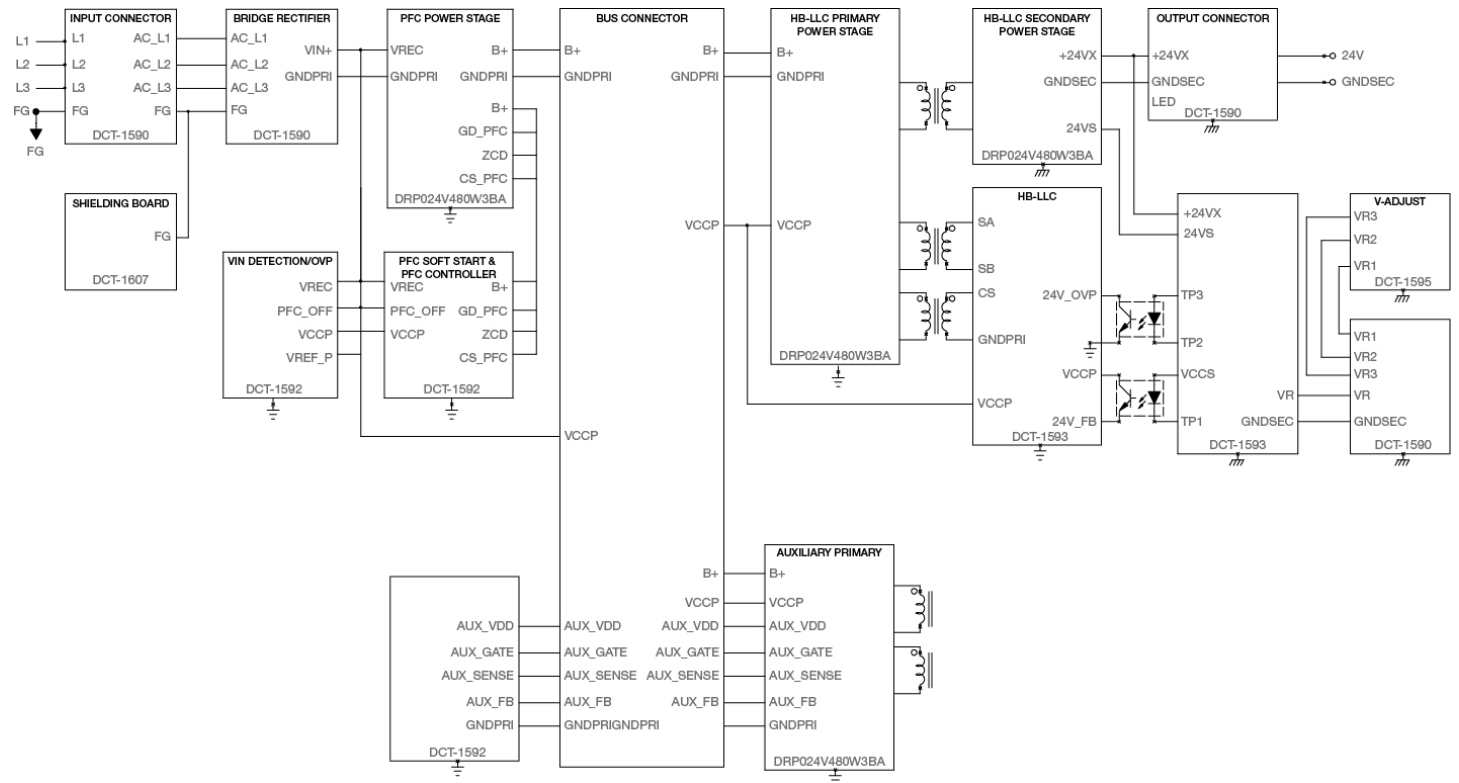 INPUT CONNECTOR
L1
L2
L3
FG
FG
L1
L2
L3
FG
AC_L1
AC_L2
AC_L3
FG
DCT-1590
BRIDGE RECTIFIER
AC_L1
AC_L2
AC_L3
FG
VIN+
GNDPRI
DCT-1590
PFC POWER STAGE
VREC
GNDPRI
B+
GNDPRI
B+
GD_PFC
ZCD
CS_PFC
DRP024V480W3BA
SHIELDING BOARD
FG
DCT-1607
VIN DETECTION/OVP
VREC
PFC_OFF
VCCP
VREF_P
DCT-1592
PFC SOFT START &
PFC CONTROLLER
VREC
PFC_OFF
VCCP
B+
GD_PFC
ZCD
CS_PFC
DCT-1592
BUS CONNECTOR
B+
GNDPRI
B+
GNDPRI
VCCP
VCCP
B+
VCCP
AUX_VDD
AUX_VDD
AUX_GATE
AUX_GATE
AUX_SENSE
AUX_SENSE
AUX_FB
AUX_FB
GNDPRIGNDPRI
AUX_VDD
AUX_GATE
AUX_SENSE
AUX_FB
GNDPRI
DCT-1592
HB-LLC PRIMARY
POWER STAGE
B+
GNDPRI
VCCP
DRP024V480W3BA
HB-LLC SECONDARY
POWER STAGE
+24VX
GNDSEC
24VS
DRP024V480W3BA
OUTPUT CONNECTOR
+24VX
GNDSEC
LED
DCT-1590
24V
GNDSEC
HB-LLC
SA
SB
CS
GNDPRI
VCCP
24V_OVP
VCCP
24V_FB
DCT-1593
+24VX
24VS
TP3
TP2
VCCS
TP1
VR
GNDSEC
DCT-1593
V-ADJUST
VR3
VR2
VR1
DCT-1595
VR1
VR2
VR3
VR
GNDSEC
DCT-1590
AUXILIARY PRIMARY
B+
VCCP
AUX_VDD
AUX_GATE
AUX_SENSE
AUX_FB
GNDPRI
DRP024V480W3BA